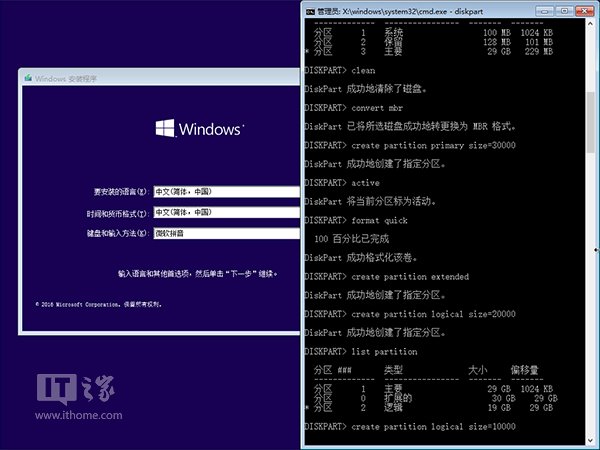 Windows 安装程序
Windows
要安装的语言(E): 中文(简体，中国)
时间和货币格式(T): 中文(简体，中国)
键盘和输入方法(K): 微软拼音
输入语言和其他首选项，然后单击"下一步"继续。
© 2016 Microsoft Corporation。保留所有权利。
IT之家
www.ithome.com
管理员: X:\windows\system32\cmd.exe - diskpart
分区 1 系统 100 MB 1024 KB
分区 2 保留 128 MB 101 MB
* 分区 3 主要 29 GB 229 MB
DISKPART> clean
DiskPart 成功地清除了磁盘。
DISKPART> convert mbr
DiskPart 已将所选磁盘成功地转更换为 MBR 格式。
DISKPART> create partition primary size=30000
DiskPart 成功地创建了指定分区。
DISKPART> active
DiskPart 将当前分区标为活动。
DISKPART> format quick
100 百分比已完成
DiskPart 成功格式化该卷。
DISKPART> create partition extended
DiskPart 成功地创建了指定分区。
DISKPART> create partition logical size=20000
DiskPart 成功地创建了指定分区。
DISKPART> list partition
分区 ### 类型 大小 偏移量
分区 1 主要 29 GB 1024 KB
分区 0 扩展的 30 GB 29 GB
* 分区 2 逻辑 19 GB 29 GB
DISKPART> create partition logical size=10000